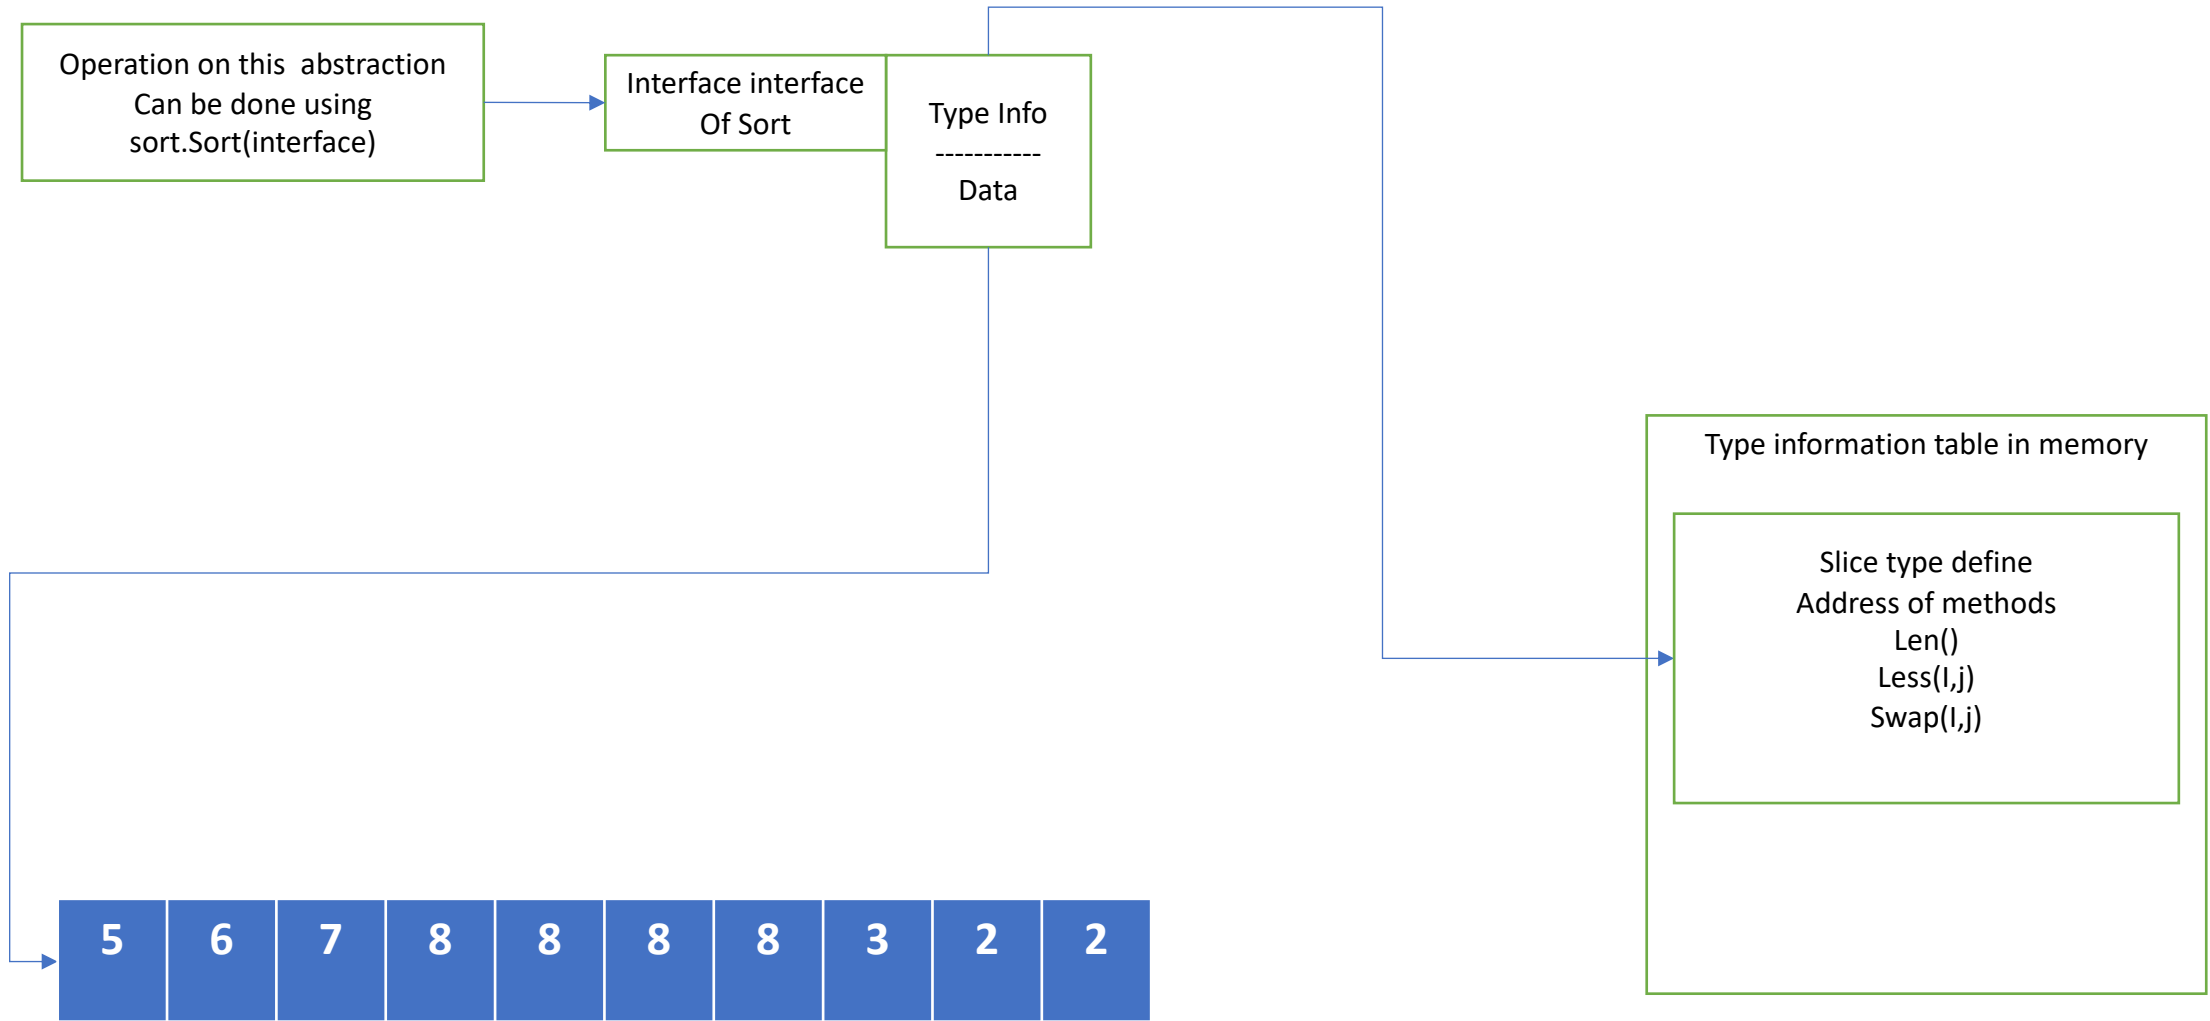 Operation on this  abstraction
Can be done using
sort.Sort(interface)
Interface interface
Of Sort
Type Info
-----------
Data
Type information table in memory
Slice type define
Address of methods
Len()
Less(I,j)
Swap(I,j)
5 6 7 8 8 8 8 3 2 2